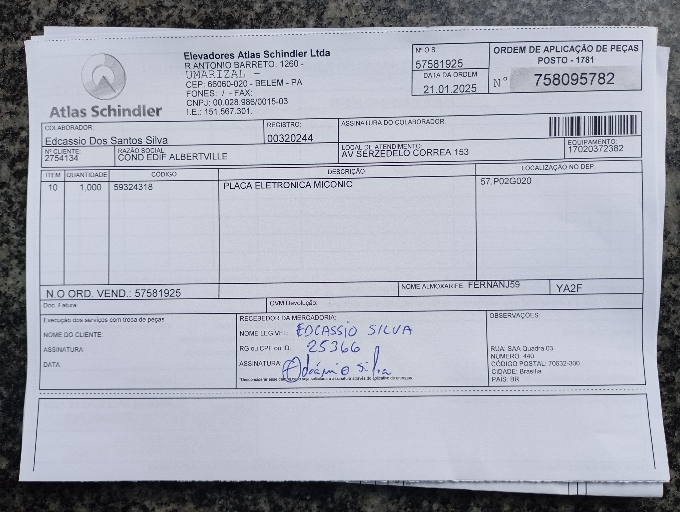 Atlas Schindler
Elevadores Atlas Schindler Ltda
R ANTONIO BARRETO. 1260 -
UMARIZAL -
CEP: 66060-020 - BELEM - PA
FONES: / - FAX:
CNPJ: 00.028.986/0015-03
I.E.: 151.567.301.
Nº O.S.
57581925
DATA DA ORDEM
21.01.2025
ORDEM DE APLICAÇÃO DE PEÇAS
POSTO - 1781
Nº 758095782
COLABORADOR:
Edcassio Dos Santos Silva
REGISTRO:
00320244
ASSINATURA DO COLABORADOR:
Nº CLIENTE:
2754134
RAZÃO SOCIAL
COND EDIF ALBERTVILLE
LOCAL DE ATENDIMENTO:
AV SERZEDELO CORREA 153
EQUIPAMENTO:
17020372382
ITEM QUANTIDADE CÓDIGO DESCRIÇÃO LOCALIZAÇÃO NO DEP.
10 1,000 59324318 PLACA ELETRONICA MICONIC 57.P02G020
N.O ORD. VEND.: 57581925
NOME ALMOXARIFE: FERNANJ59
YA2F
Doc. Fatura:
OVM Devolução:
Execução dos serviços com troca de peças
NOME DO CLIENTE:
ASSINATURA:
DATA:
RECEBEDOR DA MERCADORIA:
NOME LEGÍVEL: EDCASSIO SILVA
RG ou CPF ou ID: 25366
ASSINATURA:
OBSERVAÇÕES:
RUA: SAA Quadra 03
NÚMERO: 440
CÓDIGO POSTAL: 70632-300
CIDADE: Brasília
PAÍS: BR